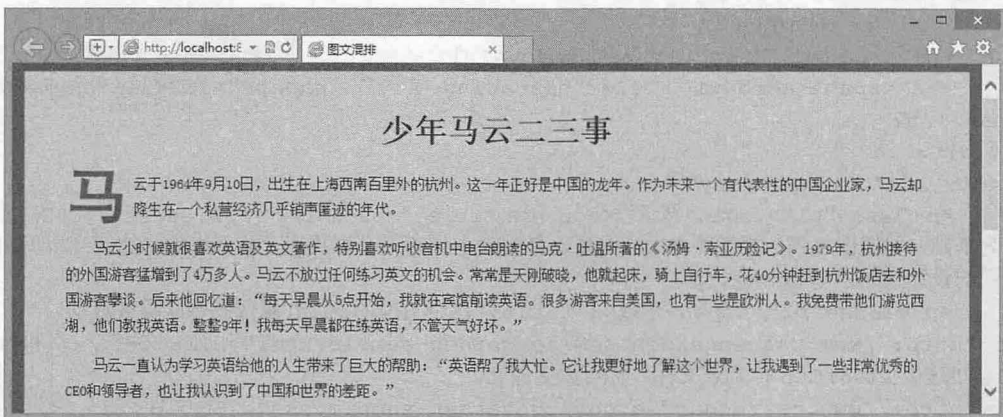 http://localhost:8
图文混排
少年马云二三事
马云于1964年9月10日，出生在上海西南百里外的杭州。这一年正好是中国的龙年。作为未来一个有代表性的中国企业家，马云却
降生在一个私营经济几乎销声匿迹的年代。
马云小时候就很喜欢英语及英文著作，特别喜欢听收音机中电台朗读的马克·吐温所著的《汤姆·索亚历险记》。1979年，杭州接待
的外国游客猛增到了4万多人。马云不放过任何练习英文的机会。常常是天刚破晓，他就起床，骑上自行车，花40分钟赶到杭州饭店去和外
国游客攀谈。后来他回忆道：“每天早晨从5点开始，我就在宾馆前读英语。很多游客来自美国，也有一些是欧洲人。我免费带他们游览西
湖，他们教我英语。整整9年！我每天早晨都在练英语，不管天气好坏。”
马云一直认为学习英语给他的人生带来了巨大的帮助：“英语帮了我大忙。它让我更好地了解这个世界，让我遇到了一些非常优秀的
CEO和领导者，也让我认识到了中国和世界的差距。”